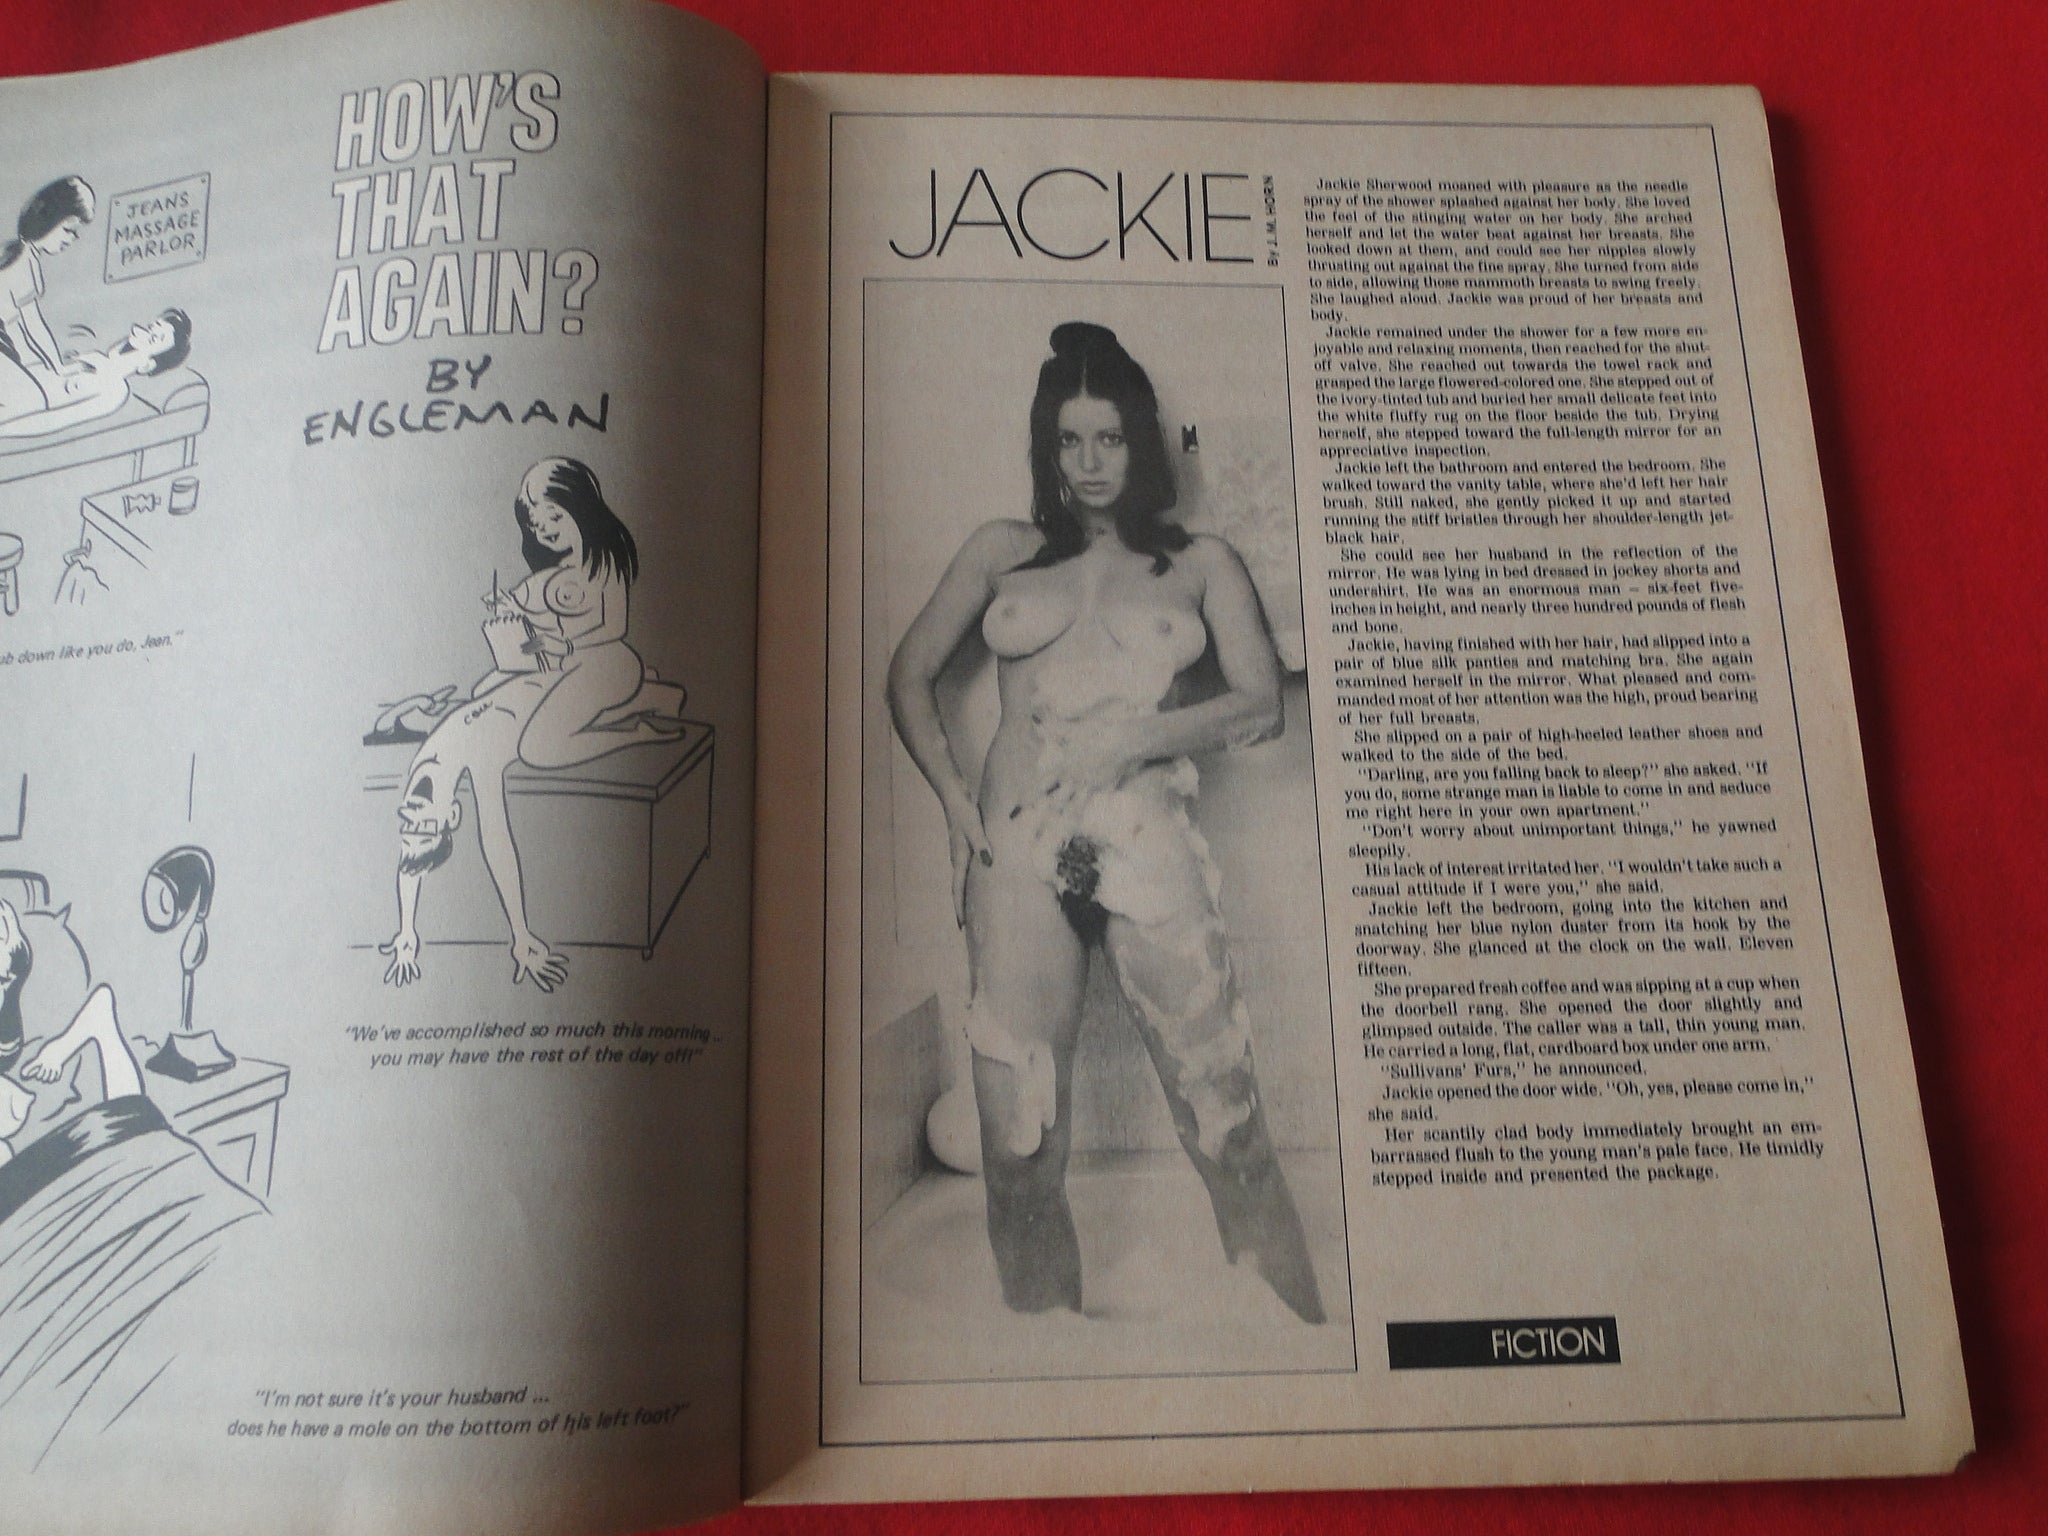 HOW'S
THAT
AGAIN?
BY
ENGLEMAN
JEANS
MASSAGE
PARLOR
down like you do, Jean."
"We've accomplished so much this morning...
you may have the rest of the day off!"
"I'm not sure it's your husband ...
does he have a mole on the bottom of his left foot?"
JACKIE
By J.M. HORN
Jackie Sherwood moaned with pleasure as the needle
spray of the shower splashed against her body. She loved
the feel of the stinging water on her body. She arched
herself and let the water beat against her breasts. She
looked down at them, and could see her nipples slowly
thrusting out against the fine spray. She turned from side
to side, allowing those mammoth breasts to swing freely.
She laughed aloud. Jackie was proud of her breasts and
body.
Jackie remained under the shower for a few more en-
joyable and relaxing moments, then reached for the shut-
off valve. She reached out towards the towel rack and
grasped the large flowered-colored one. She stepped out of
the ivory-tinted tub and buried her small delicate feet into
the white fluffy rug on the floor beside the tub. Drying
herself, she stepped toward the full-length mirror for an
appreciative inspection.
Jackie left the bathroom and entered the bedroom. She
walked toward the vanity table, where she'd left her hair
brush. Still naked, she gently picked it up and started
running the stiff bristles through her shoulder-length jet-
black hair.
She could see her husband in the reflection of the
mirror. He was lying in bed dressed in jockey shorts and
undershirt. He was an enormous man — six-feet five-
inches in height, and nearly three hundred pounds of flesh
and bone.
Jackie, having finished with her hair, had slipped into a
pair of blue silk panties and matching bra. She again
examined herself in the mirror. What pleased and com-
manded most of her attention was the high, proud bearing
of her full breasts.
She slipped on a pair of high-heeled leather shoes and
walked to the side of the bed.
"Darling, are you falling back to sleep?" she asked. "If
you do, some strange man is liable to come in and seduce
me right here in your own apartment."
"Don't worry about unimportant things," he yawned
sleepily.
His lack of interest irritated her. "I wouldn't take such a
casual attitude if I were you," she said.
Jackie left the bedroom, going into the kitchen and
snatching her blue nylon duster from its hook by the
doorway. She glanced at the clock on the wall. Eleven
fifteen.
She prepared fresh coffee and was sipping at a cup when
the doorbell rang. She opened the door slightly and
glimpsed outside. The caller was a tall, thin young man.
He carried a long, flat, cardboard box under one arm.
"Sullivans' Furs," he announced.
Jackie opened the door wide. "Oh, yes, please come in,"
she said.
Her scantily clad body immediately brought an em-
barrassed flush to the young man's pale face. He timidly
stepped inside and presented the package.
FICTION